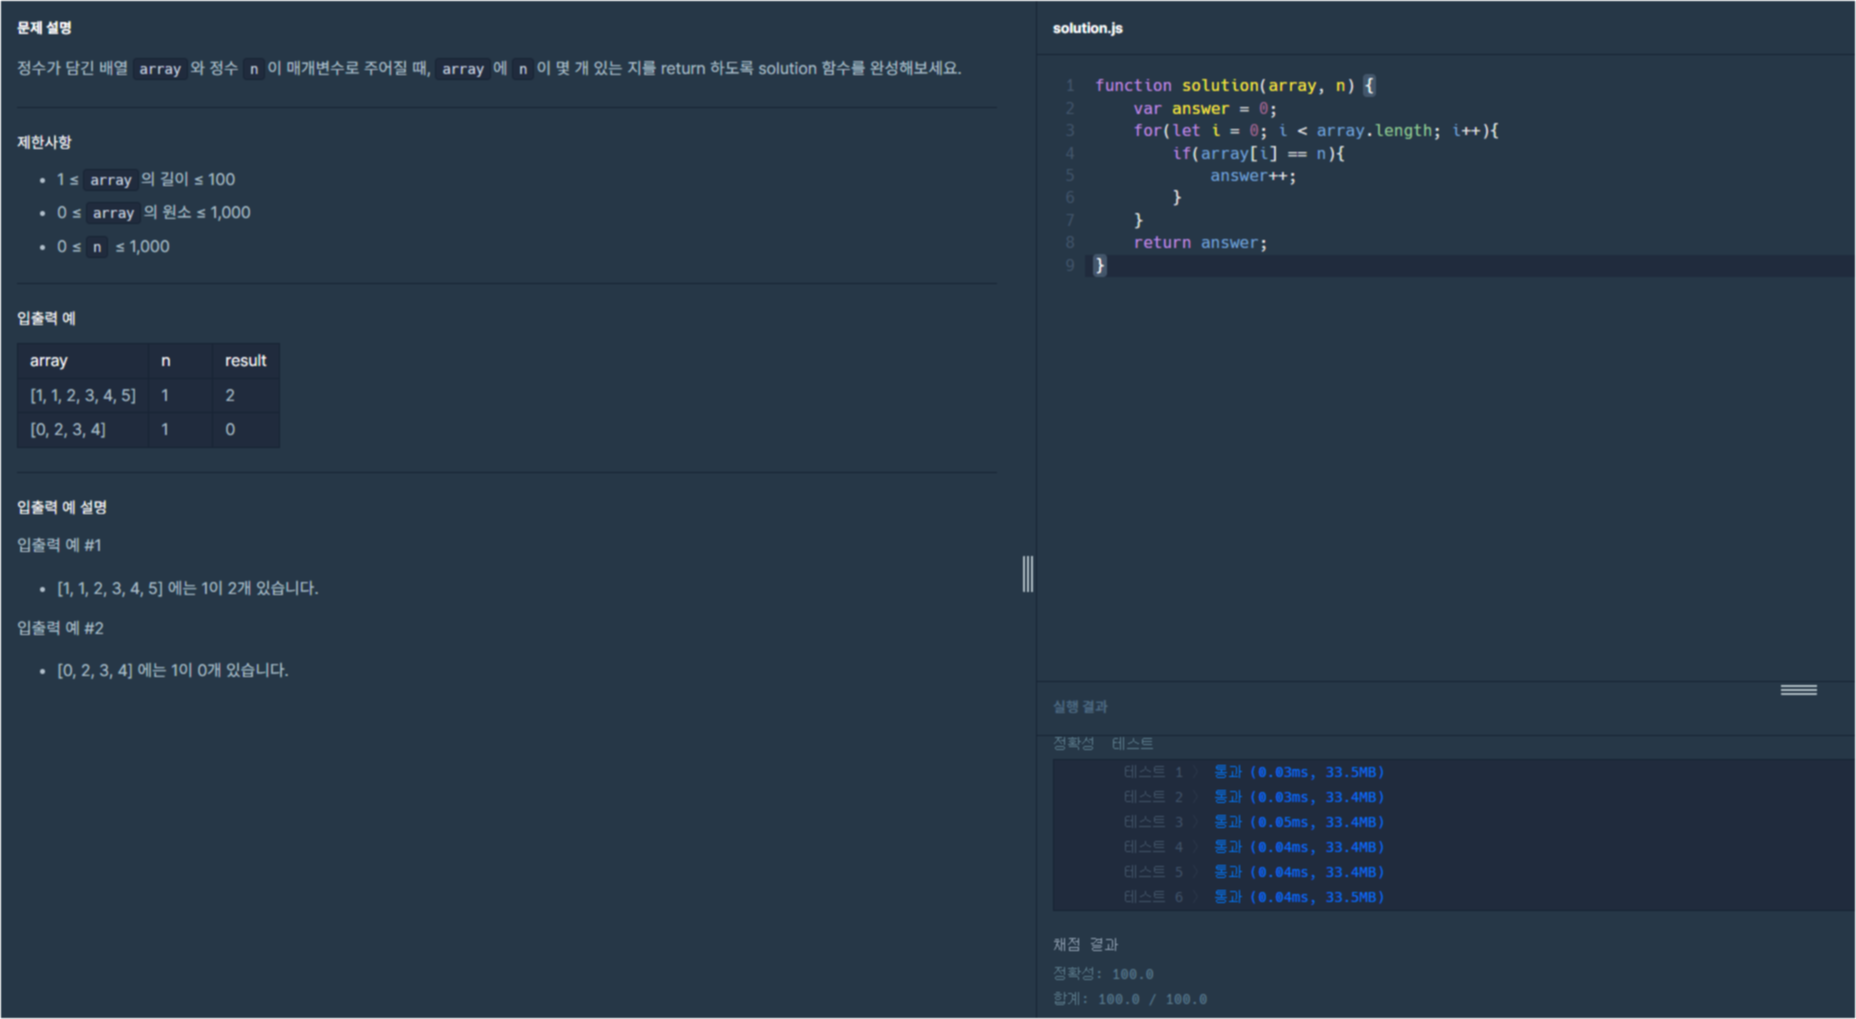 문제 설명
정수가 담긴 배열 array 와 정수 n 이 매개변수로 주어질 때, array 에 n 이 몇 개 있는 지를 return 하도록 solution 함수를 완성해보세요.
제한사항
• 1 ≤ array 의 길이 ≤ 100
• 0 ≤ array 의 원소 ≤ 1,000
• 0 ≤ n ≤ 1,000
입출력 예
array n result
[1, 1, 2, 3, 4, 5] 1 2
[0, 2, 3, 4] 1 0
입출력 예 설명
입출력 예 #1
• [1, 1, 2, 3, 4, 5] 에는 1이 2개 있습니다.
입출력 예 #2
• [0, 2, 3, 4] 에는 1이 0개 있습니다.
solution.js
1 function solution(array, n) {
2     var answer = 0;
3     for(let i = 0; i < array.length; i++){
4         if(array[i] == n){
5             answer++;
6         }
7     }
8     return answer;
9 }
실행 결과
정확성 테스트
테스트 1 〉 통과 (0.03ms, 33.5MB)
테스트 2 〉 통과 (0.03ms, 33.4MB)
테스트 3 〉 통과 (0.05ms, 33.4MB)
테스트 4 〉 통과 (0.04ms, 33.4MB)
테스트 5 〉 통과 (0.04ms, 33.4MB)
테스트 6 〉 통과 (0.04ms, 33.5MB)
채점 결과
정확성: 100.0
합계: 100.0 / 100.0